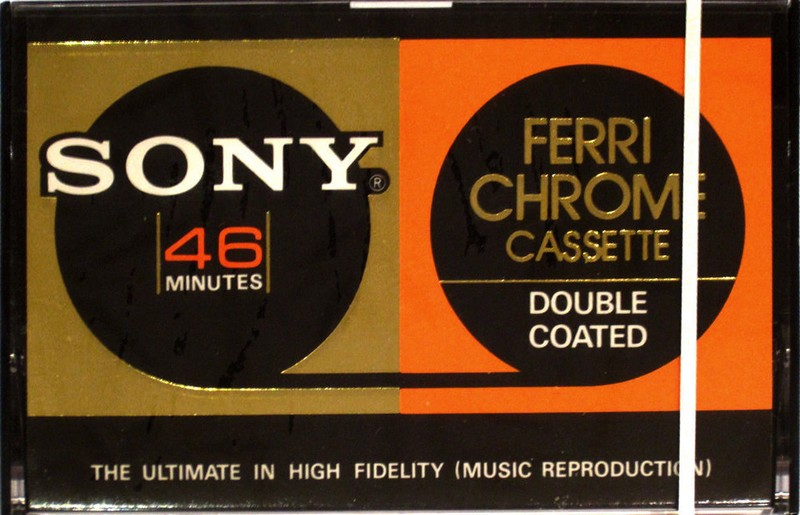 SONY®
46
MINUTES
FERRI
CHROME
CASSETTE
DOUBLE
COATED
THE ULTIMATE IN HIGH FIDELITY (MUSIC REPRODUCTION)